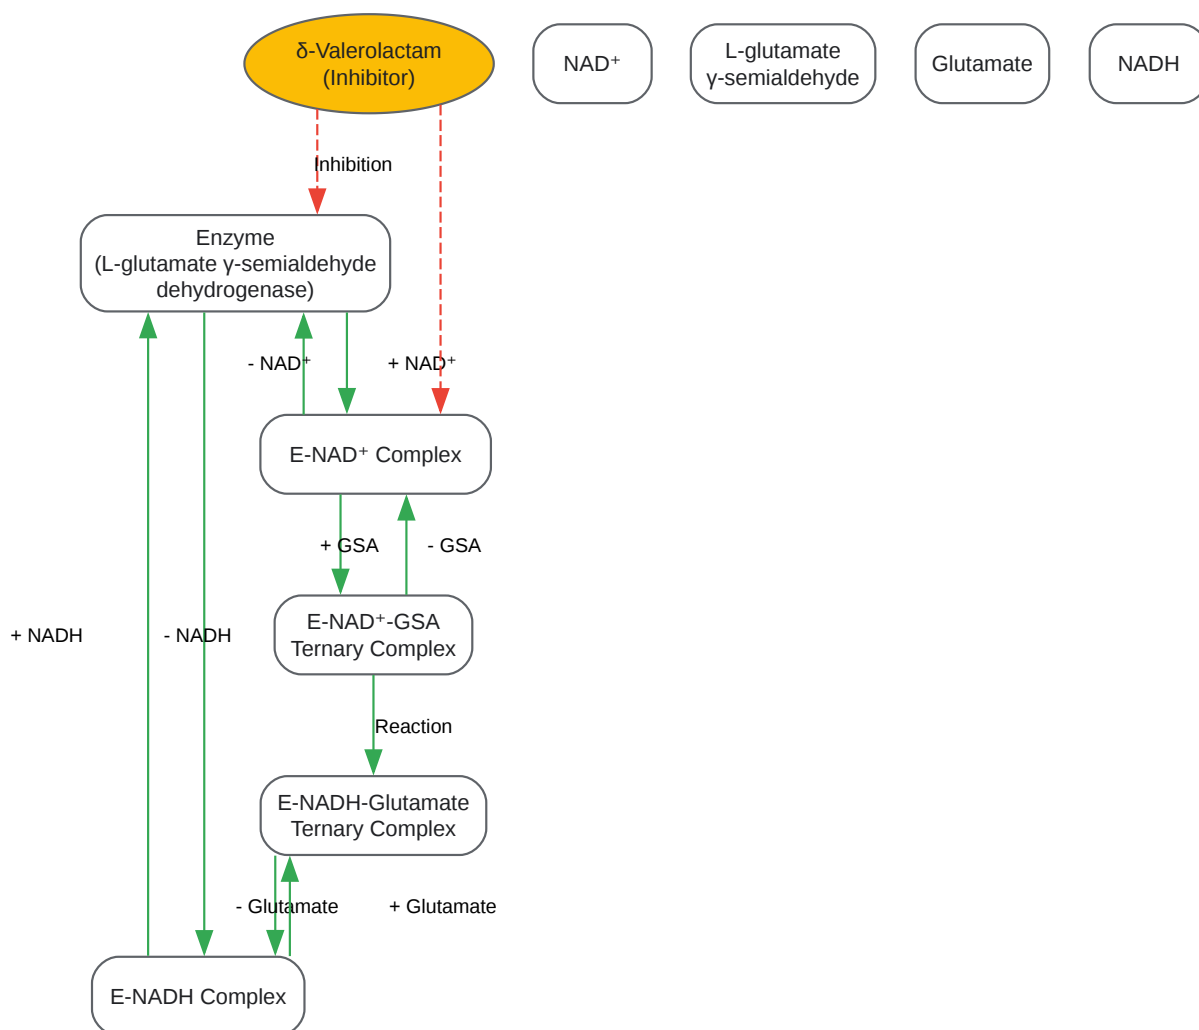 δ-Valerolactam
(Inhibitor)
NAD⁺
L-glutamate
γ-semialdehyde
Glutamate
NADH
Inhibition
Enzyme
(L-glutamate γ-semialdehyde
dehydrogenase)
- NAD⁺
+ NAD⁺
E-NAD⁺ Complex
+ GSA
- GSA
E-NAD⁺-GSA
Ternary Complex
+ NADH
- NADH
Reaction
E-NADH-Glutamate
Ternary Complex
- Glutamate
+ Glutamate
E-NADH Complex